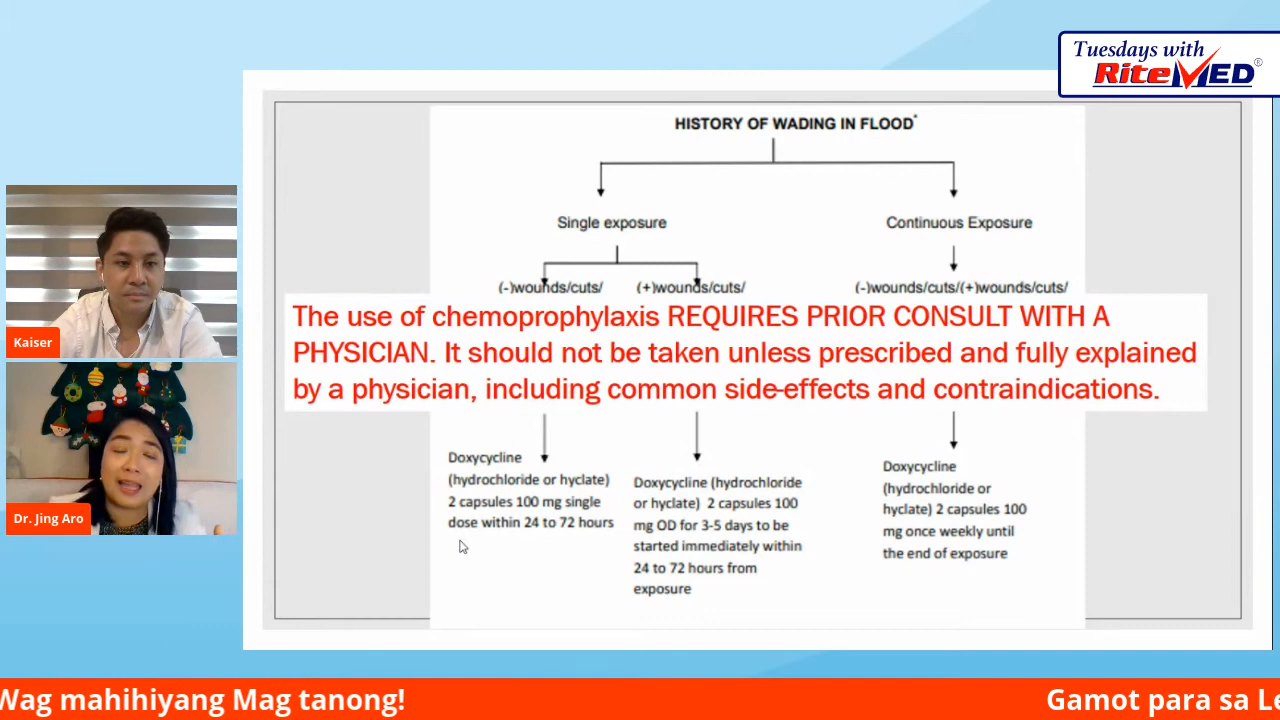 Tuesdays with
RiteMED®
HISTORY OF WADING IN FLOOD*
Single exposure
Continuous Exposure
(-)wounds/cuts/
(+)wounds/cuts/
(-)wounds/cuts/(+)wounds/cuts/
The use of chemoprophylaxis REQUIRES PRIOR CONSULT WITH A
PHYSICIAN. It should not be taken unless prescribed and fully explained
by a physician, including common side-effects and contraindications.
Doxycycline
(hydrochloride or hyclate)
2 capsules 100 mg single
dose within 24 to 72 hours
Doxycycline (hydrochloride
or hyclate) 2 capsules 100
mg OD for 3-5 days to be
started immediately within
24 to 72 hours from
exposure
Doxycycline
(hydrochloride or
hyclate) 2 capsules 100
mg once weekly until
the end of exposure
Kaiser
Dr. Jing Aro
Wag mahihiyang Mag tanong!
Gamot para sa Le